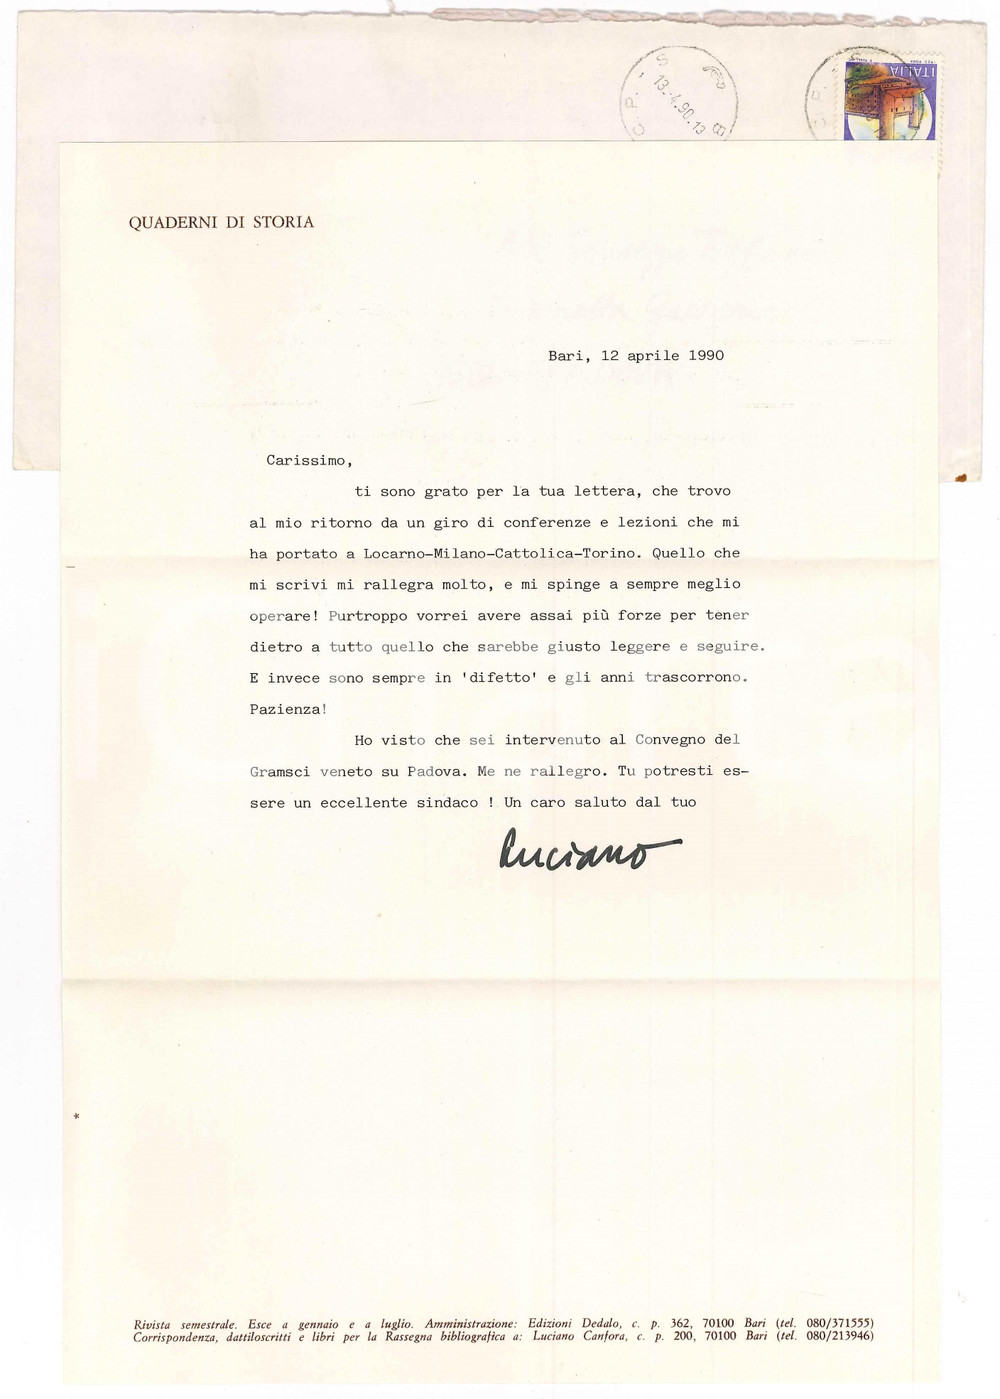 13.-4.90.13
ITALIA
QUADERNI DI STORIA
Bari, 12 aprile 1990
Carissimo,
ti sono grato per la tua lettera, che trovo
al mio ritorno da un giro di conferenze e lezioni che mi
ha portato a Locarno-Milano-Cattolica-Torino. Quello che
mi scrivi mi rallegra molto, e mi spinge a sempre meglio
operare! Purtroppo vorrei avere assai più forze per tener
dietro a tutto quello che sarebbe giusto leggere e seguire.
E invece sono sempre in 'difetto' e gli anni trascorrono.
Pazienza!
Ho visto che sei intervenuto al Convegno del
Gramsci veneto su Padova. Me ne rallegro. Tu potresti es-
sere un eccellente sindaco ! Un caro saluto dal tuo
Luciano
*
Rivista semestrale. Esce a gennaio e a luglio. Amministrazione: Edizioni Dedalo, c. p. 362, 70100 Bari (tel. 080/371555)
Corrispondenza, dattiloscritti e libri per la Rassegna bibliografica a: Luciano Canfora, c. p. 200, 70100 Bari (tel. 080/213946)